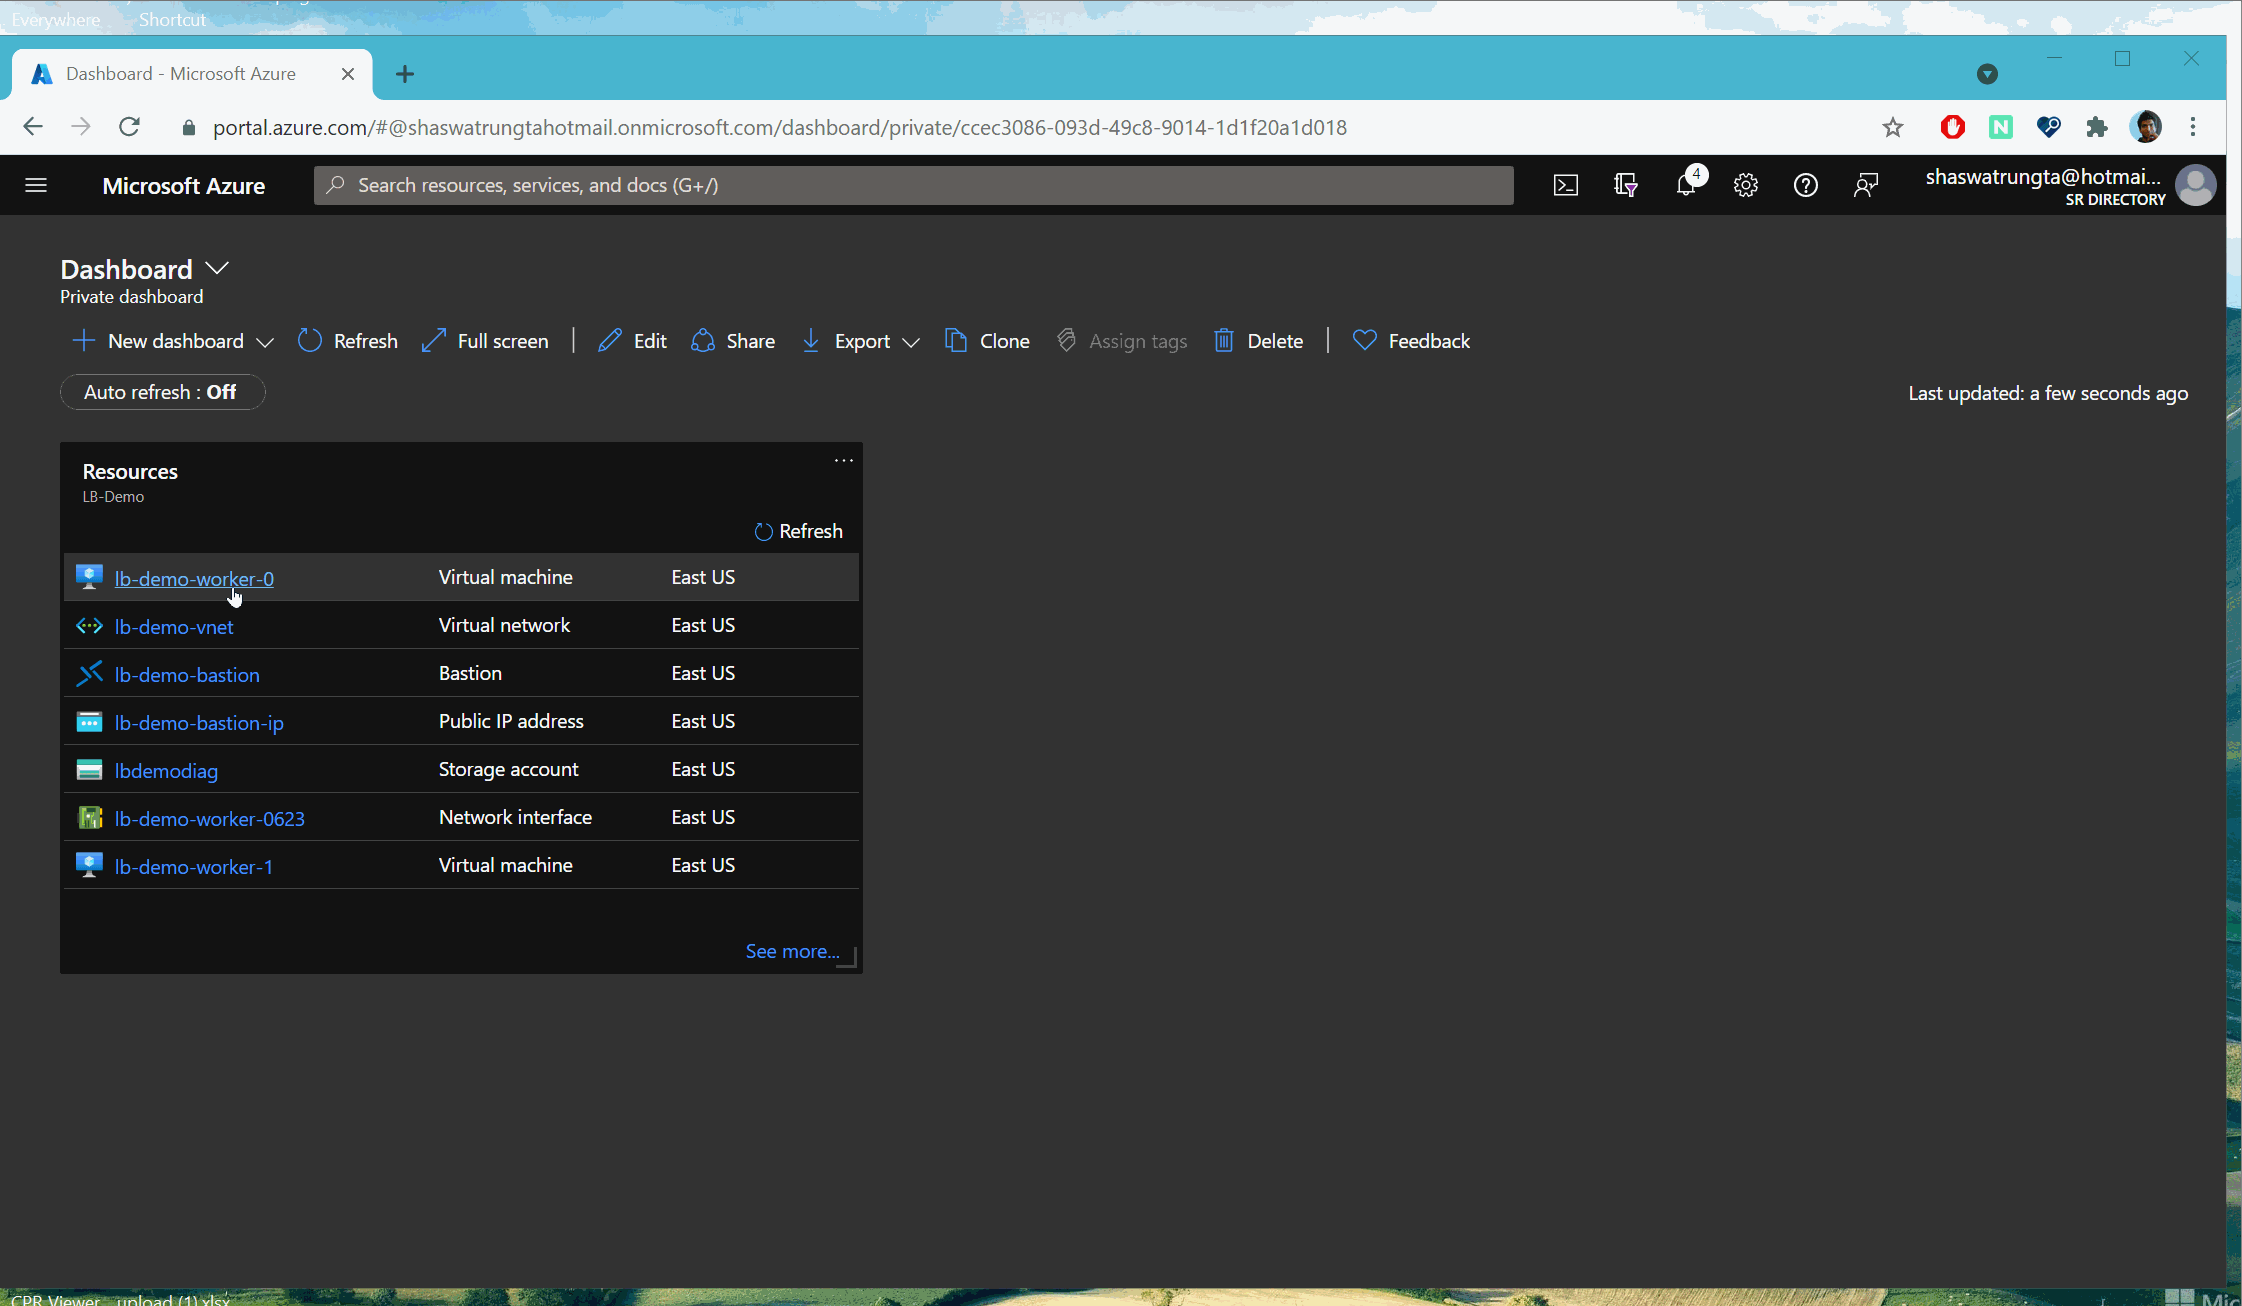 Everywhere Shortcut
Dashboard - Microsoft Azure
portal.azure.com/#@shaswatrungtahotmail.onmicrosoft.com/dashboard/private/ccec3086-093d-49c8-9014-1d1f20a1d018
N
Microsoft Azure Search resources, services, and docs (G+/) 4 shaswatrungta@hotmai...
SR DIRECTORY
Dashboard
Private dashboard
New dashboard Refresh Full screen Edit Share Export Clone Assign tags Delete Feedback
Auto refresh : Off Last updated: a few seconds ago
Resources
LB-Demo
Refresh
lb-demo-worker-0 Virtual machine East US
lb-demo-vnet Virtual network East US
lb-demo-bastion Bastion East US
lb-demo-bastion-ip Public IP address East US
lbdemodiag Storage account East US
lb-demo-worker-0623 Network interface East US
lb-demo-worker-1 Virtual machine East US
See more...
CPR Viewer upload (1).xlsx